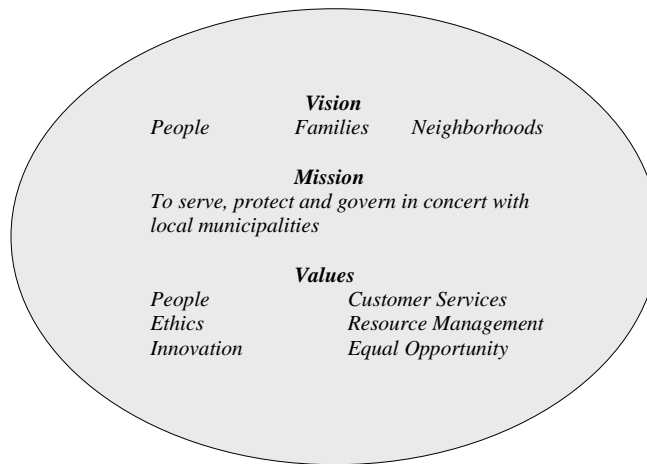 Vision
People Families Neighborhoods
Mission
To serve, protect and govern in concert with
local municipalities
Values
People Customer Services
Ethics Resource Management
Innovation Equal Opportunity